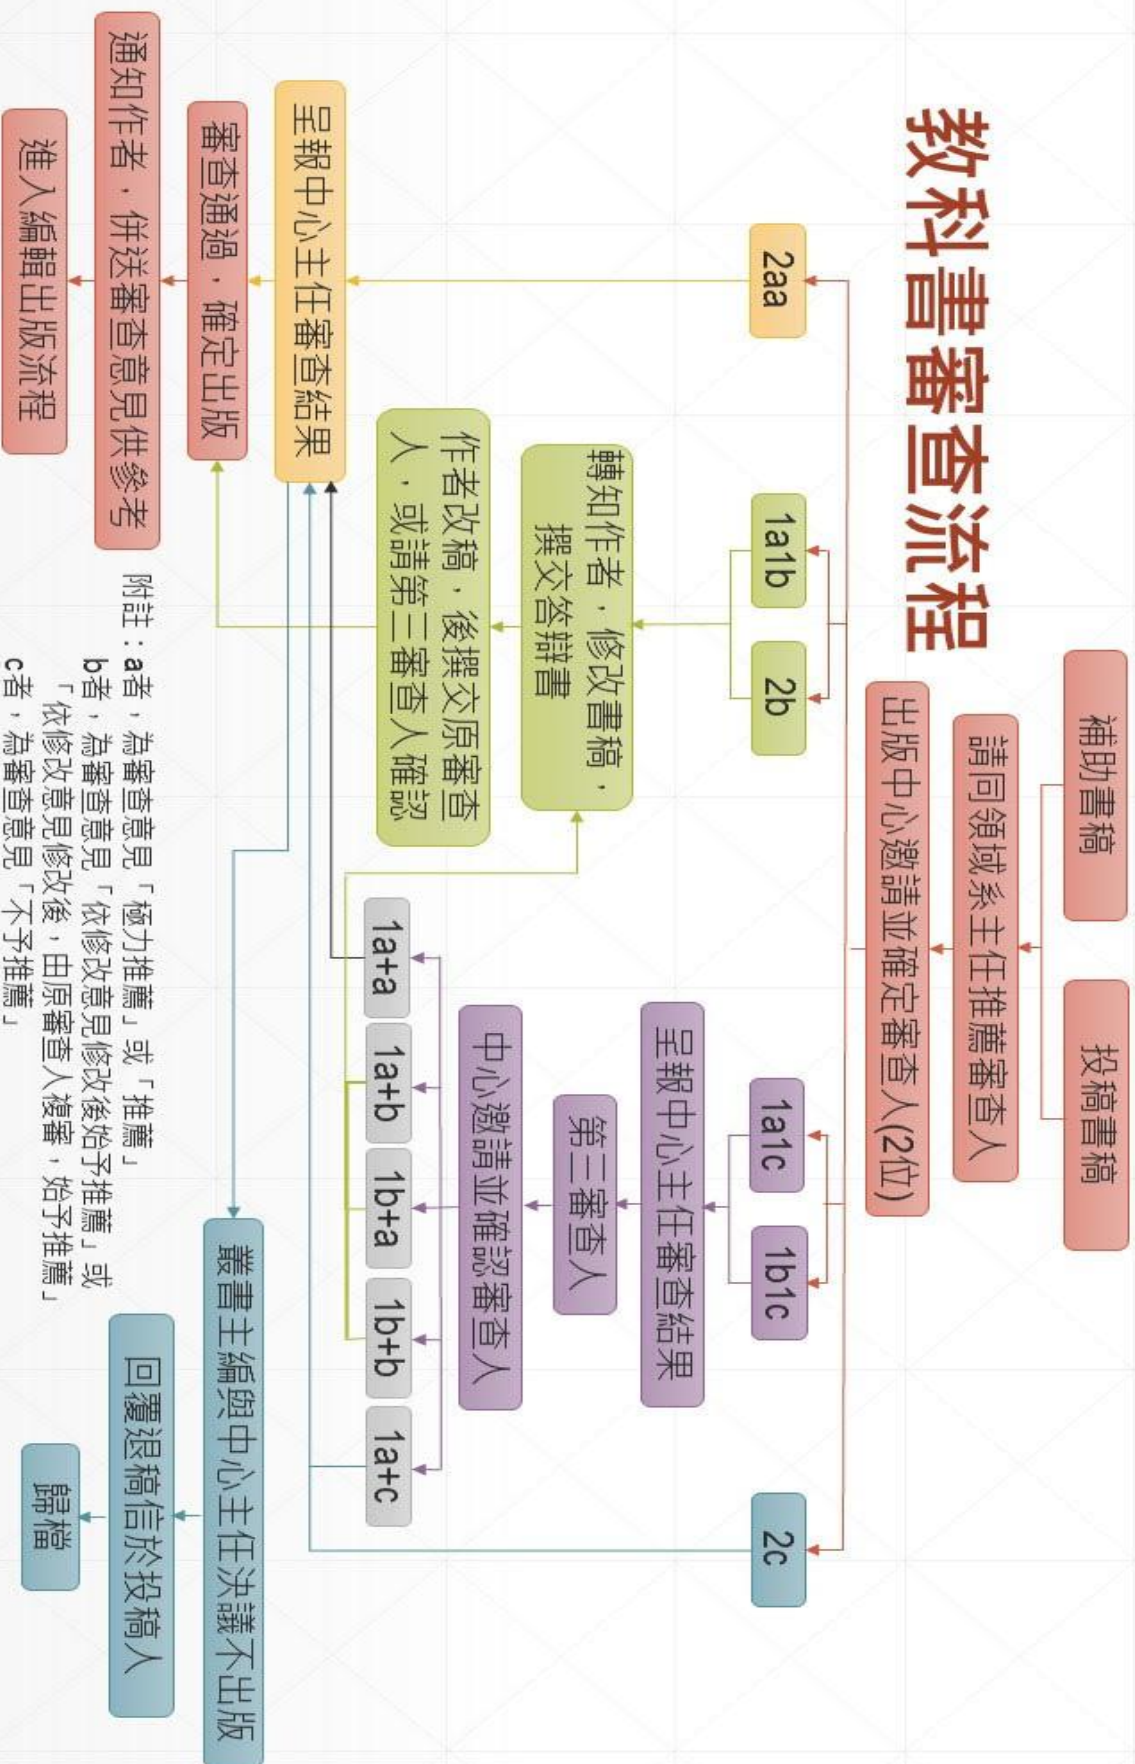 教科書審查流程
補助書稿
投稿書稿
請同領域系主任推薦審查人
出版中心邀請並確定審查人(2位)
2aa
1a1b
2b
1a1c
1b1c
2c
轉知作者，修改書稿，
撰交答辯書
呈報中心主任審查結果
第三審查人
作者改稿，後撰交原審查
人，或請第三審查人確認
中心邀請並確認審查人
1a+a
1a+b
1b+a
1b+b
1a+c
呈報中心主任審查結果
審查通過，確定出版
叢書主編與中心主任決議不出版
通知作者，併送審查意見供參考
回覆退稿信於投稿人
進入編輯出版流程
歸檔
附註：a者，為審查意見「極力推薦」或「推薦」
b者，為審查意見「依修改意見修改後始予推薦」或
「依修改意見修改後，由原審查人複審，始予推薦」
c者，為審查意見「不予推薦」